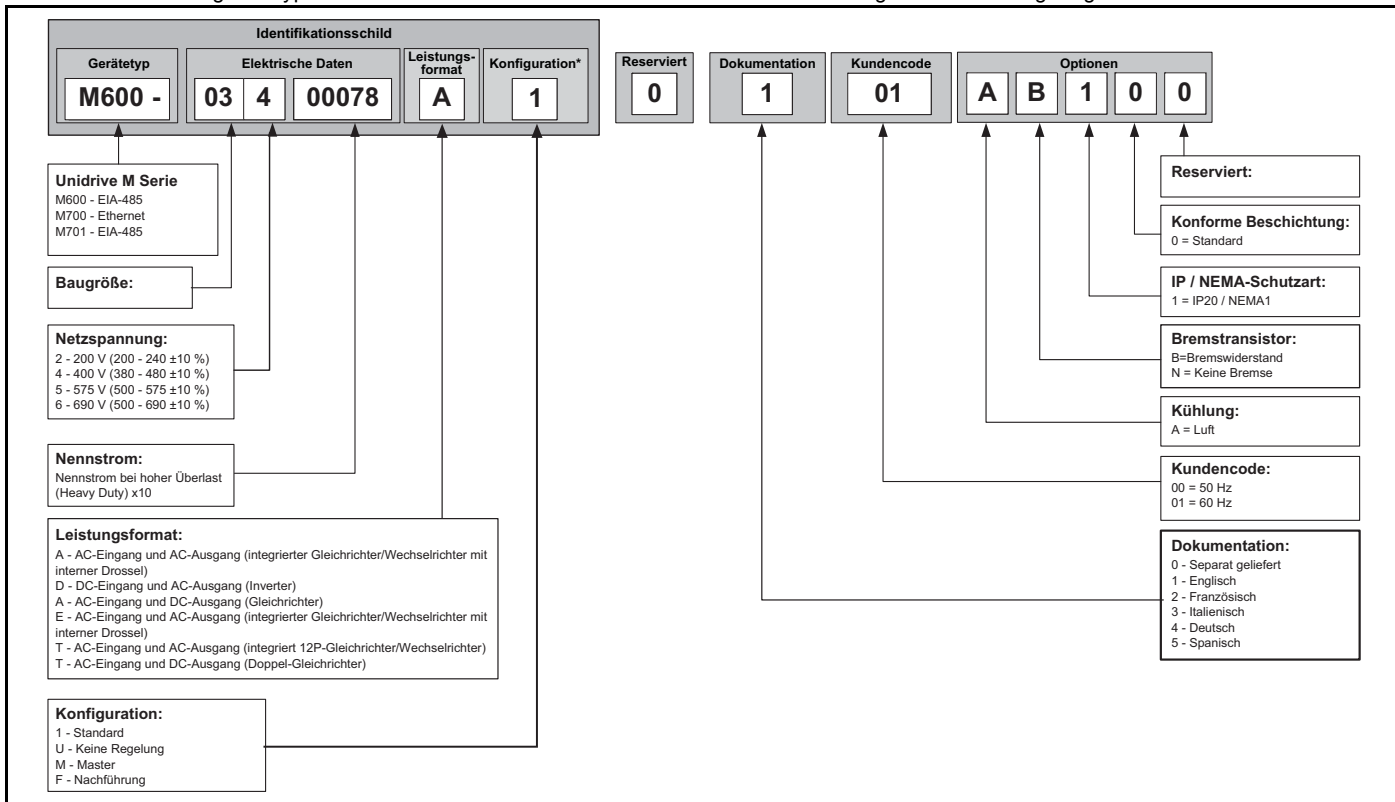 Identifikationsschild
Gerätetyp
Elektrische Daten
Leistungs-
format
Konfiguration*
Reserviert
Dokumentation
Kundencode
Optionen
M600 -
03
4
00078
A
1
0
1
01
A
B
1
0
0
Unidrive M Serie
M600 - EIA-485
M700 - Ethernet
M701 - EIA-485
Baugröße:
Netzspannung:
2 - 200 V (200 - 240 ±10 %)
4 - 400 V (380 - 480 ±10 %)
5 - 575 V (500 - 575 ±10 %)
6 - 690 V (500 - 690 ±10 %)
Nennstrom:
Nennstrom bei hoher Überlast
(Heavy Duty) x10
Leistungsformat:
A - AC-Eingang und AC-Ausgang (integrierter Gleichrichter/Wechselrichter mit
interner Drossel)
D - DC-Eingang und AC-Ausgang (Inverter)
A - AC-Eingang und DC-Ausgang (Gleichrichter)
E - AC-Eingang und AC-Ausgang (integrierter Gleichrichter/Wechselrichter mit
interner Drossel)
T - AC-Eingang und AC-Ausgang (integriert 12P-Gleichrichter/Wechselrichter)
T - AC-Eingang und DC-Ausgang (Doppel-Gleichrichter)
Konfiguration:
1 - Standard
U - Keine Regelung
M - Master
F - Nachführung
Reserviert:
Konforme Beschichtung:
0 = Standard
IP / NEMA-Schutzart:
1 = IP20 / NEMA1
Bremstransistor:
B=Bremswiderstand
N = Keine Bremse
Kühlung:
A = Luft
Kundencode:
00 = 50 Hz
01 = 60 Hz
Dokumentation:
0 - Separat geliefert
1 - Englisch
2 - Französisch
3 - Italienisch
4 - Deutsch
5 - Spanisch